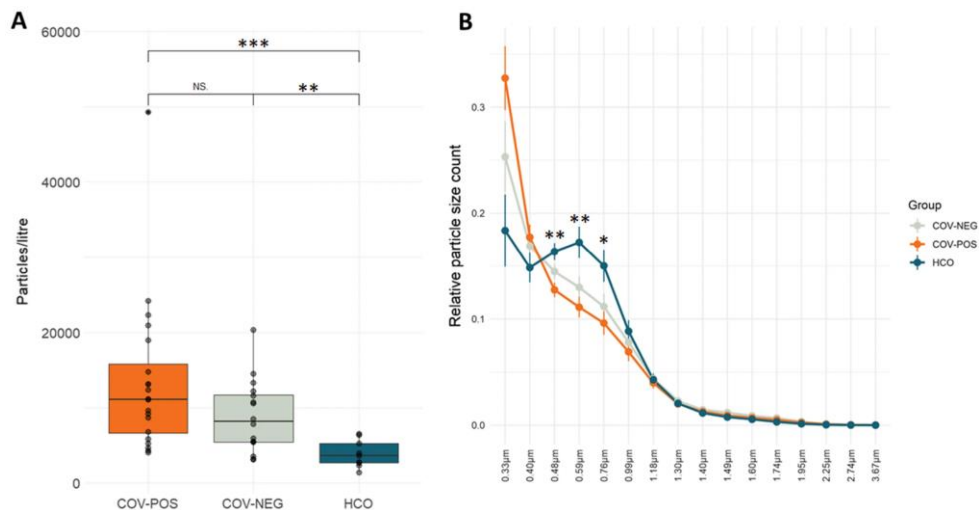 A
60000
40000
20000
0
Particles/litre
***
NS.
**
COV-POS
COV-NEG
HCO
B
0.3
0.2
0.1
0.0
Relative particle size count
**
**
*
0.33μm
0.40μm
0.48μm
0.59μm
0.76μm
0.99μm
1.18μm
1.30μm
1.40μm
1.49μm
1.60μm
1.74μm
1.95μm
2.25μm
2.74μm
3.67μm
Group
COV-NEG
COV-POS
HCO